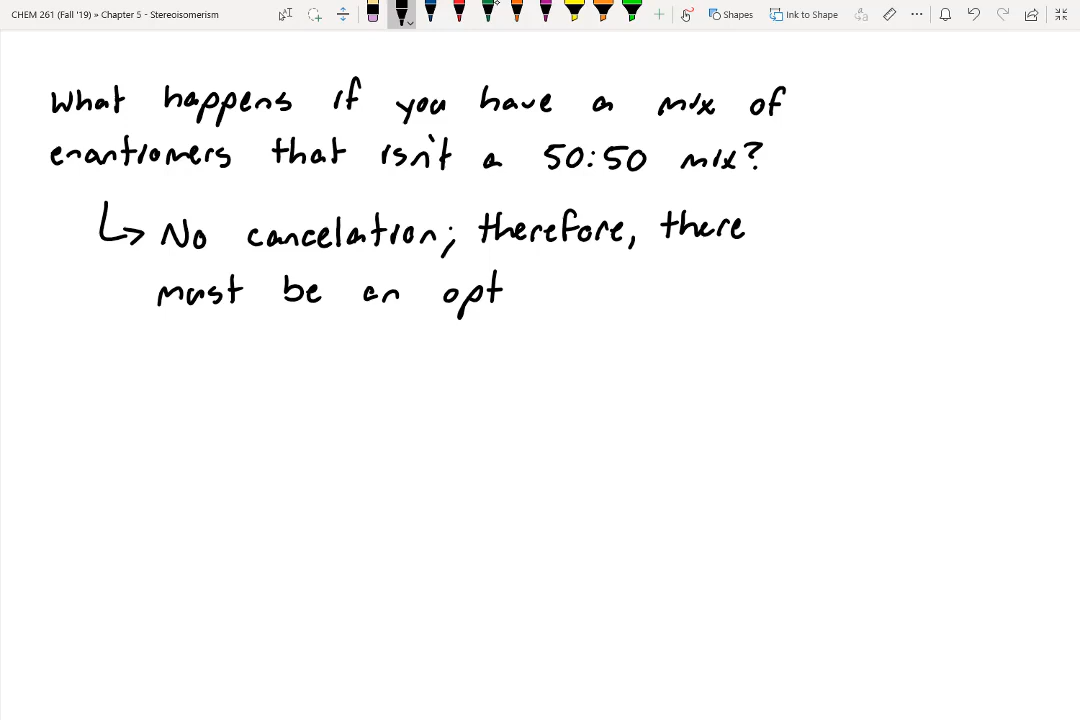 CHEM 261 (Fall '19) » Chapter 5 - Stereoisomerism
Shapes
Ink to Shape
What happens if you have a mix of
enantiomers that isn't a 50:50 mix?
↳ No cancelation; therefore, there
must be an opt